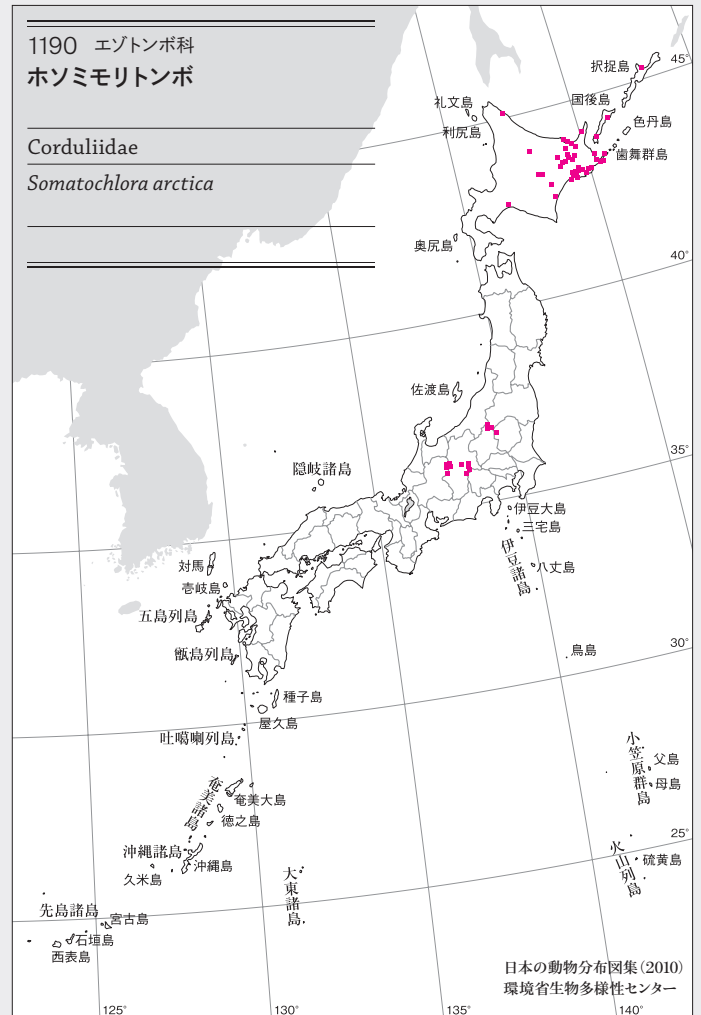 1190 エゾトンボ科
ホソミモリトンボ
Corduliidae
Somatochlora arctica
択捉島
45°
国後島
礼文島
色丹島
利尻島
歯舞群島
奥尻島
40°
佐渡島
35°
隠岐諸島
伊豆大島
三宅島
伊豆諸島
八丈島
対馬
壱岐島
五島列島
甑島列島
鳥島
30°
種子島
屋久島
吐噶喇列島
小笠原群島
父島
母島
奄美諸島
奄美大島
徳之島
25°
火山列島
硫黄島
沖縄諸島
沖縄島
久米島
大東諸島
先島諸島
宮古島
石垣島
西表島
日本の動物分布図集(2010)
環境省生物多様性センター
125°
130°
135°
140°